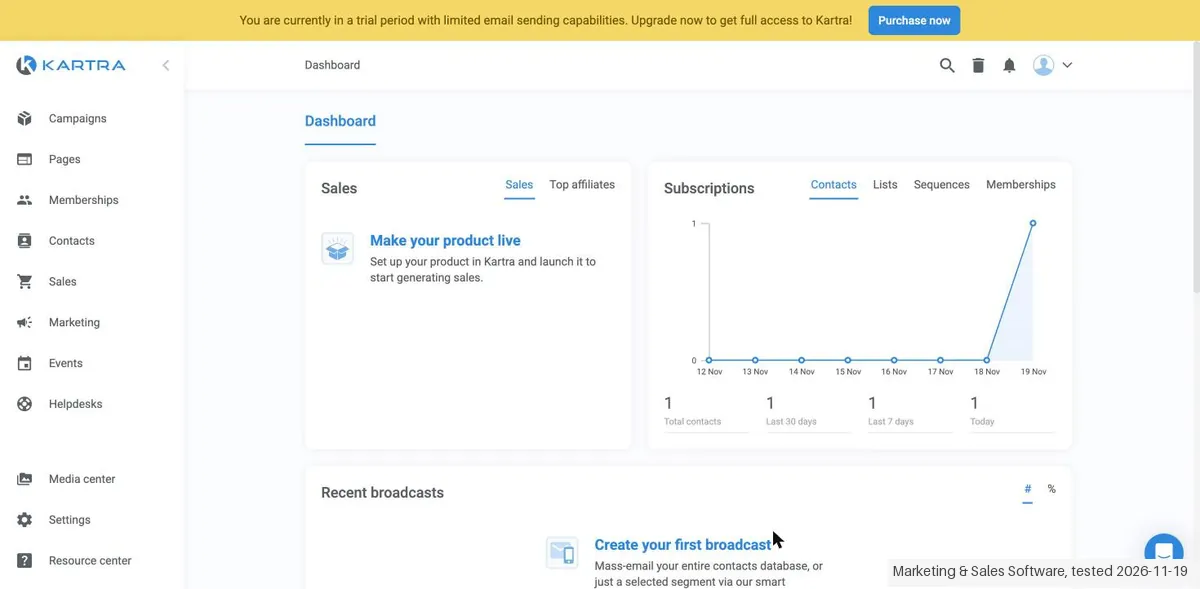 You are currently in a trial period with limited email sending capabilities. Upgrade now to get full access to Kartra!
Purchase now
KARTRA
Dashboard
Campaigns
Pages
Memberships
Contacts
Sales
Marketing
Events
Helpdesks
Media center
Settings
Resource center
Dashboard
Sales
Sales
Top affiliates
Make your product live
Set up your product in Kartra and launch it to
start generating sales.
Subscriptions
Contacts
Lists
Sequences
Memberships
1
0
12 Nov
13 Nov
14 Nov
15 Nov
16 Nov
17 Nov
18 Nov
19 Nov
1
Total contacts
1
Last 30 days
1
Last 7 days
1
Today
Recent broadcasts
#
%
Create your first broadcast
Mass-email your entire contacts database, or
just a selected segment via our smart
Marketing & Sales Software, tested 2026-11-19